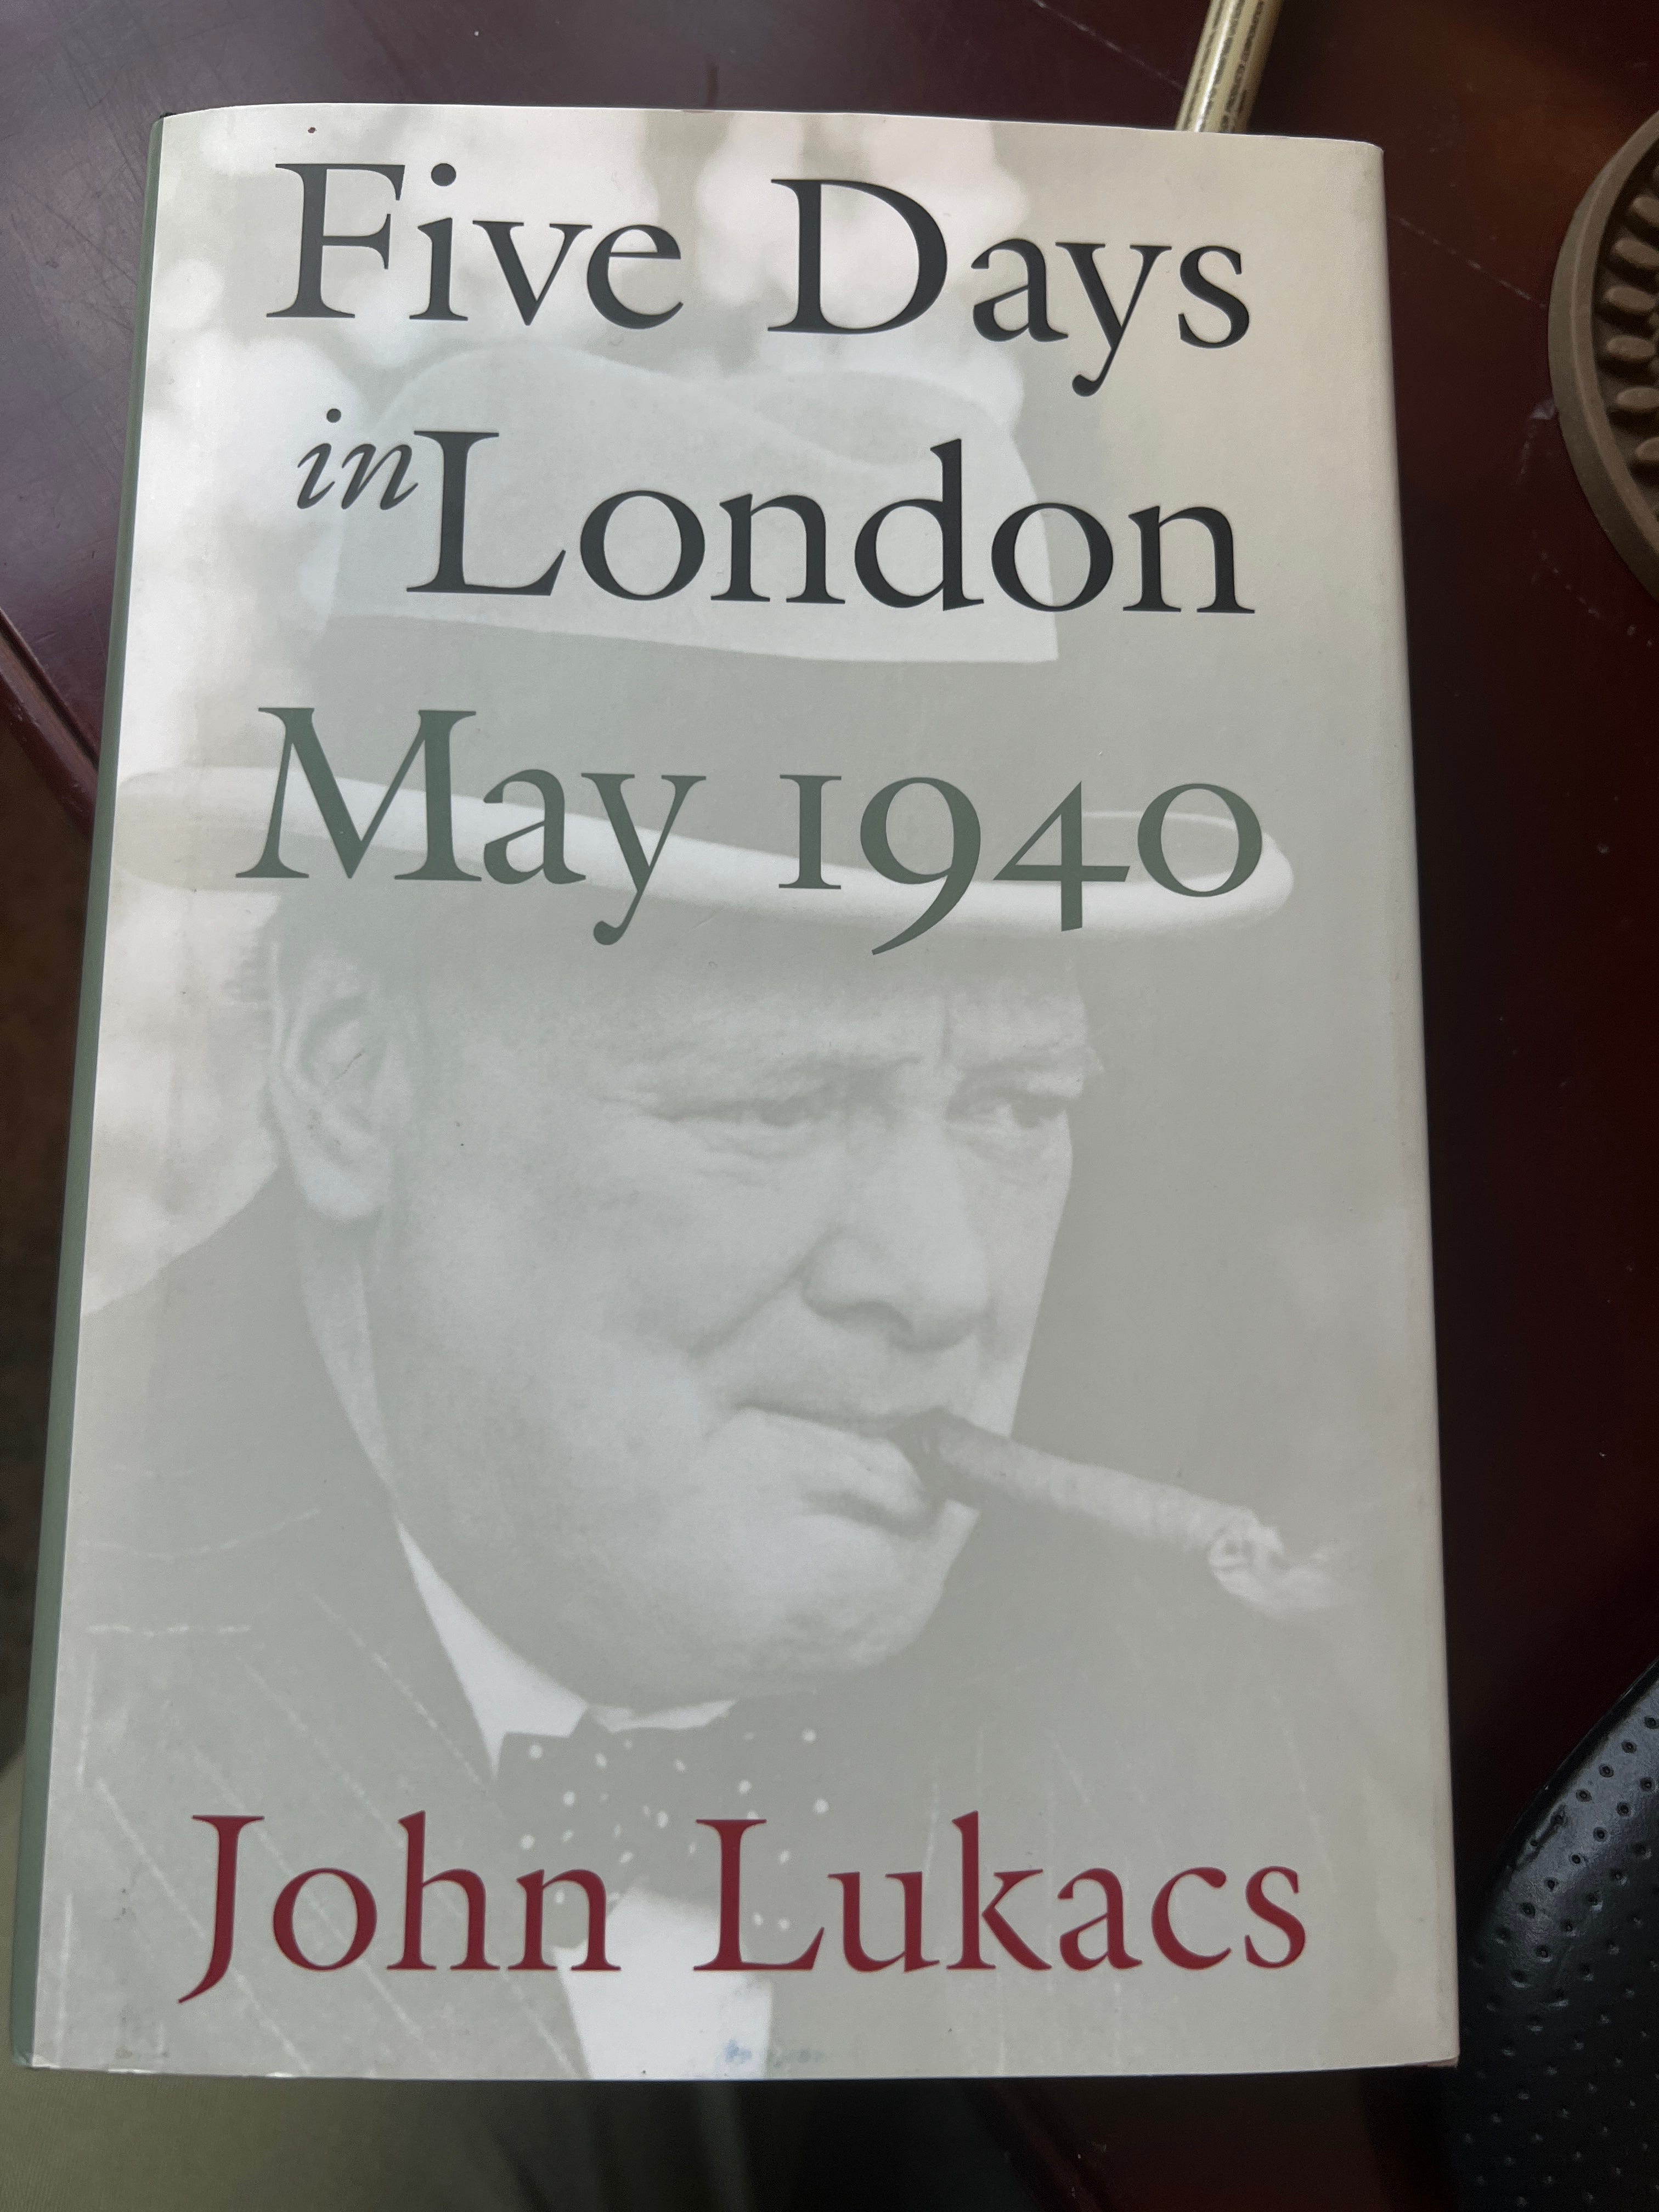 Five Days
in London
May 1940
John Lukacs